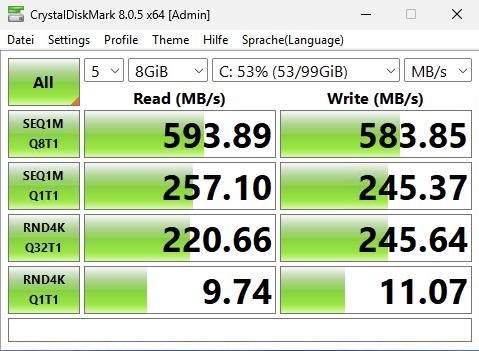 CrystalDiskMark 8.0.5 x64 [Admin]
Datei Settings Profile Theme Hilfe Sprache(Language)
All 5 8GiB C: 53% (53/99GiB) MB/s
Read (MB/s) Write (MB/s)
SEQ1M
Q8T1 593.89 583.85
SEQ1M
Q1T1 257.10 245.37
RND4K
Q32T1 220.66 245.64
RND4K
Q1T1 9.74 11.07